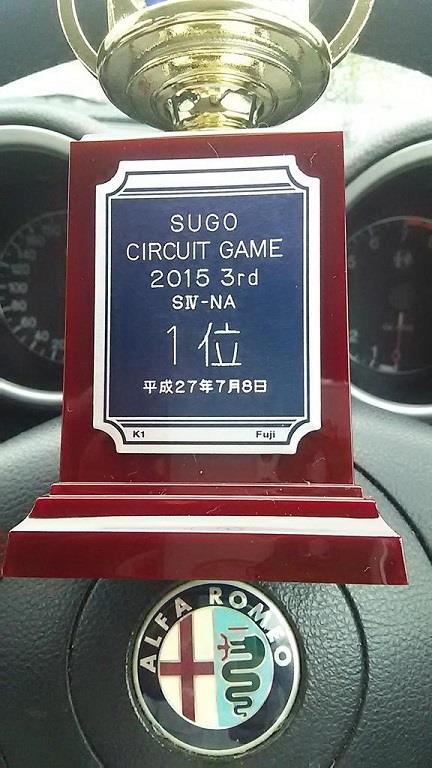 SUGO
CIRCUIT GAME
2015 3rd
SⅣ-NA
1位
平成27年7月8日
K1 Fuji
ALFA ROMEO